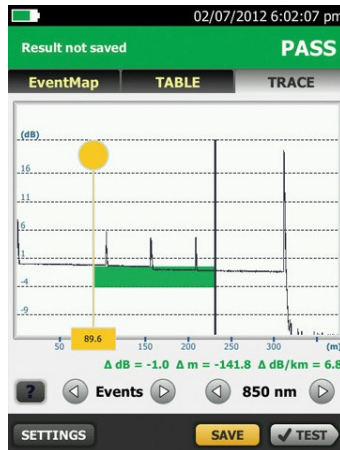 02/07/2012 6:02:07 pm
Result not saved PASS
EventMap TABLE TRACE
(dB)
16
11
6
1
-4
-9
50 89.6 150 200 250 300 (m)
Δ dB = -1.0 Δ m = -141.8 Δ dB/km = 6.8
? Events 850 nm
SETTINGS SAVE TEST